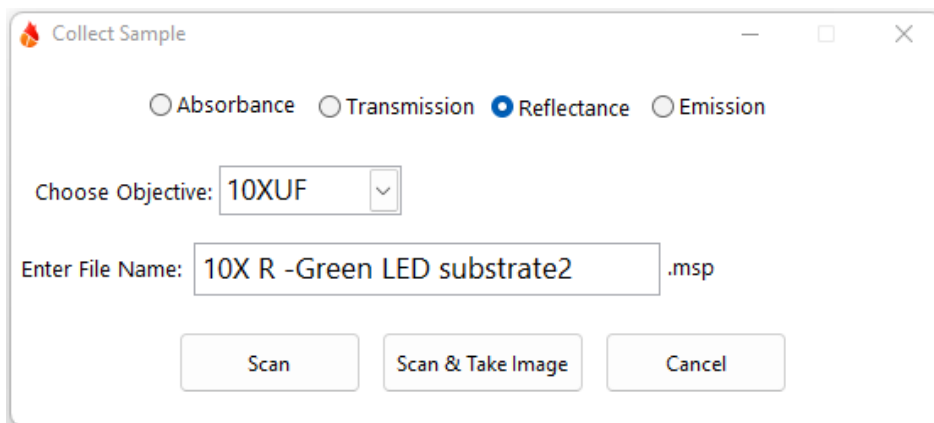 Collect Sample
Absorbance Transmission Reflectance Emission
Choose Objective: 10XUF
Enter File Name: 10X R -Green LED substrate2 .msp
Scan Scan & Take Image Cancel